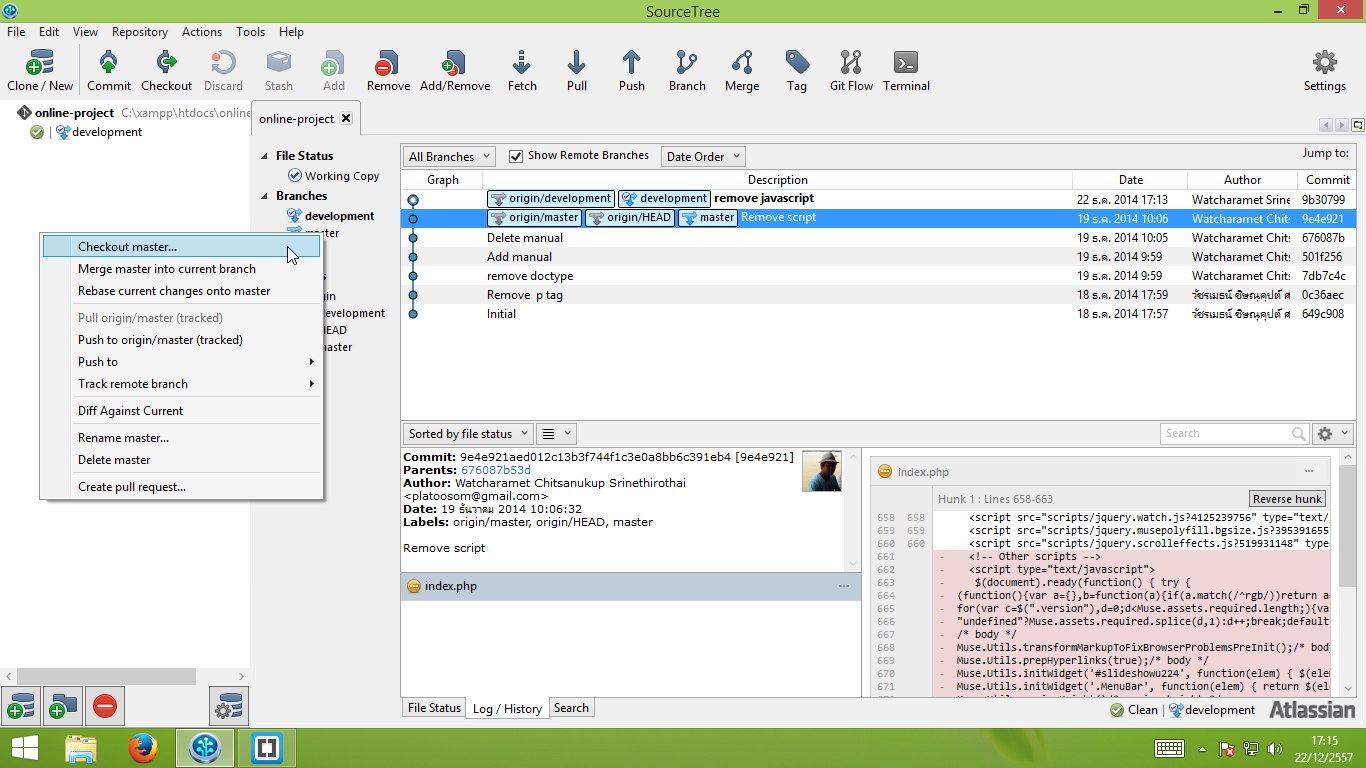 SourceTree
File Edit View Repository Actions Tools Help
Clone / New Commit Checkout Discard Stash Add Remove Add/Remove Fetch Pull Push Branch Merge Tag Git Flow Terminal Settings
online-project C:\xampp\htdocs\online
development
online-project
File Status
Working Copy
Branches
development
master
Checkout master...
Merge master into current branch
Rebase current changes onto master
Pull origin/master (tracked)
Push to origin/master (tracked)
Push to
Track remote branch
Diff Against Current
Rename master...
Delete master
Create pull request...
development
HEAD
master
All Branches Show Remote Branches Date Order Jump to:
Graph Description Date Author Commit
origin/development development remove javascript 22 ธ.ค. 2014 17:13 Watcharamet Srine 9b30799
origin/master origin/HEAD master Remove script 19 ธ.ค. 2014 10:06 Watcharamet Chits 9e4e921
Delete manual 19 ธ.ค. 2014 10:05 Watcharamet Chits 676087b
Add manual 19 ธ.ค. 2014 9:59 Watcharamet Chits 501f256
remove doctype 19 ธ.ค. 2014 9:59 Watcharamet Chits 7db7c4c
Remove p tag 18 ธ.ค. 2014 17:59 วัชรเมธน์ ชิษณุคุปต์ ศ 0c36aec
Initial 18 ธ.ค. 2014 17:57 วัชรเมธน์ ชิษณุคุปต์ ศ 649c908
Sorted by file status Search
Commit: 9e4e921aed012c13b3f744f1c3e0a8bb6c391eb4 [9e4e921]
Parents: 676087b53d
Author: Watcharamet Chitsanukup Srinethirothai
<platoosom@gmail.com>
Date: 19 ธันวาคม 2014 10:06:32
Labels: origin/master, origin/HEAD, master
Remove script
index.php ...
index.php ...
Hunk 1 : Lines 658-663 Reverse hunk
658 658 <script src="scripts/jquery.watch.js?4125239756" type="text/
659 659 <script src="scripts/jquery.musepolyfill.bgsize.js?395391655
660 660 <script src="scripts/jquery.scrolleffects.js?519931148" type
661 - <!-- Other scripts -->
662 - <script type="text/javascript">
663 - $(document).ready(function() { try {
664 - (function(){var a={},b=function(a){if(a.match(/^rgb/))return a
665 - for(var c=$(".version"),d=0;d<Muse.assets.required.length;){va
666 - "undefined"?Muse.assets.required.splice(d,1):d++;break;default
667 - /* body */
668 - Muse.Utils.transformMarkupToFixBrowserProblemsPreInit();/* body
669 - Muse.Utils.prepHyperlinks(true);/* body */
670 - Muse.Utils.initWidget('#slideshowu224', function(elem) { $(ele
671 - Muse.Utils.initWidget('.MenuBar', function(elem) { return $(ele
File Status Log / History Search
Clean development Atlassian
17:15
22/12/2557